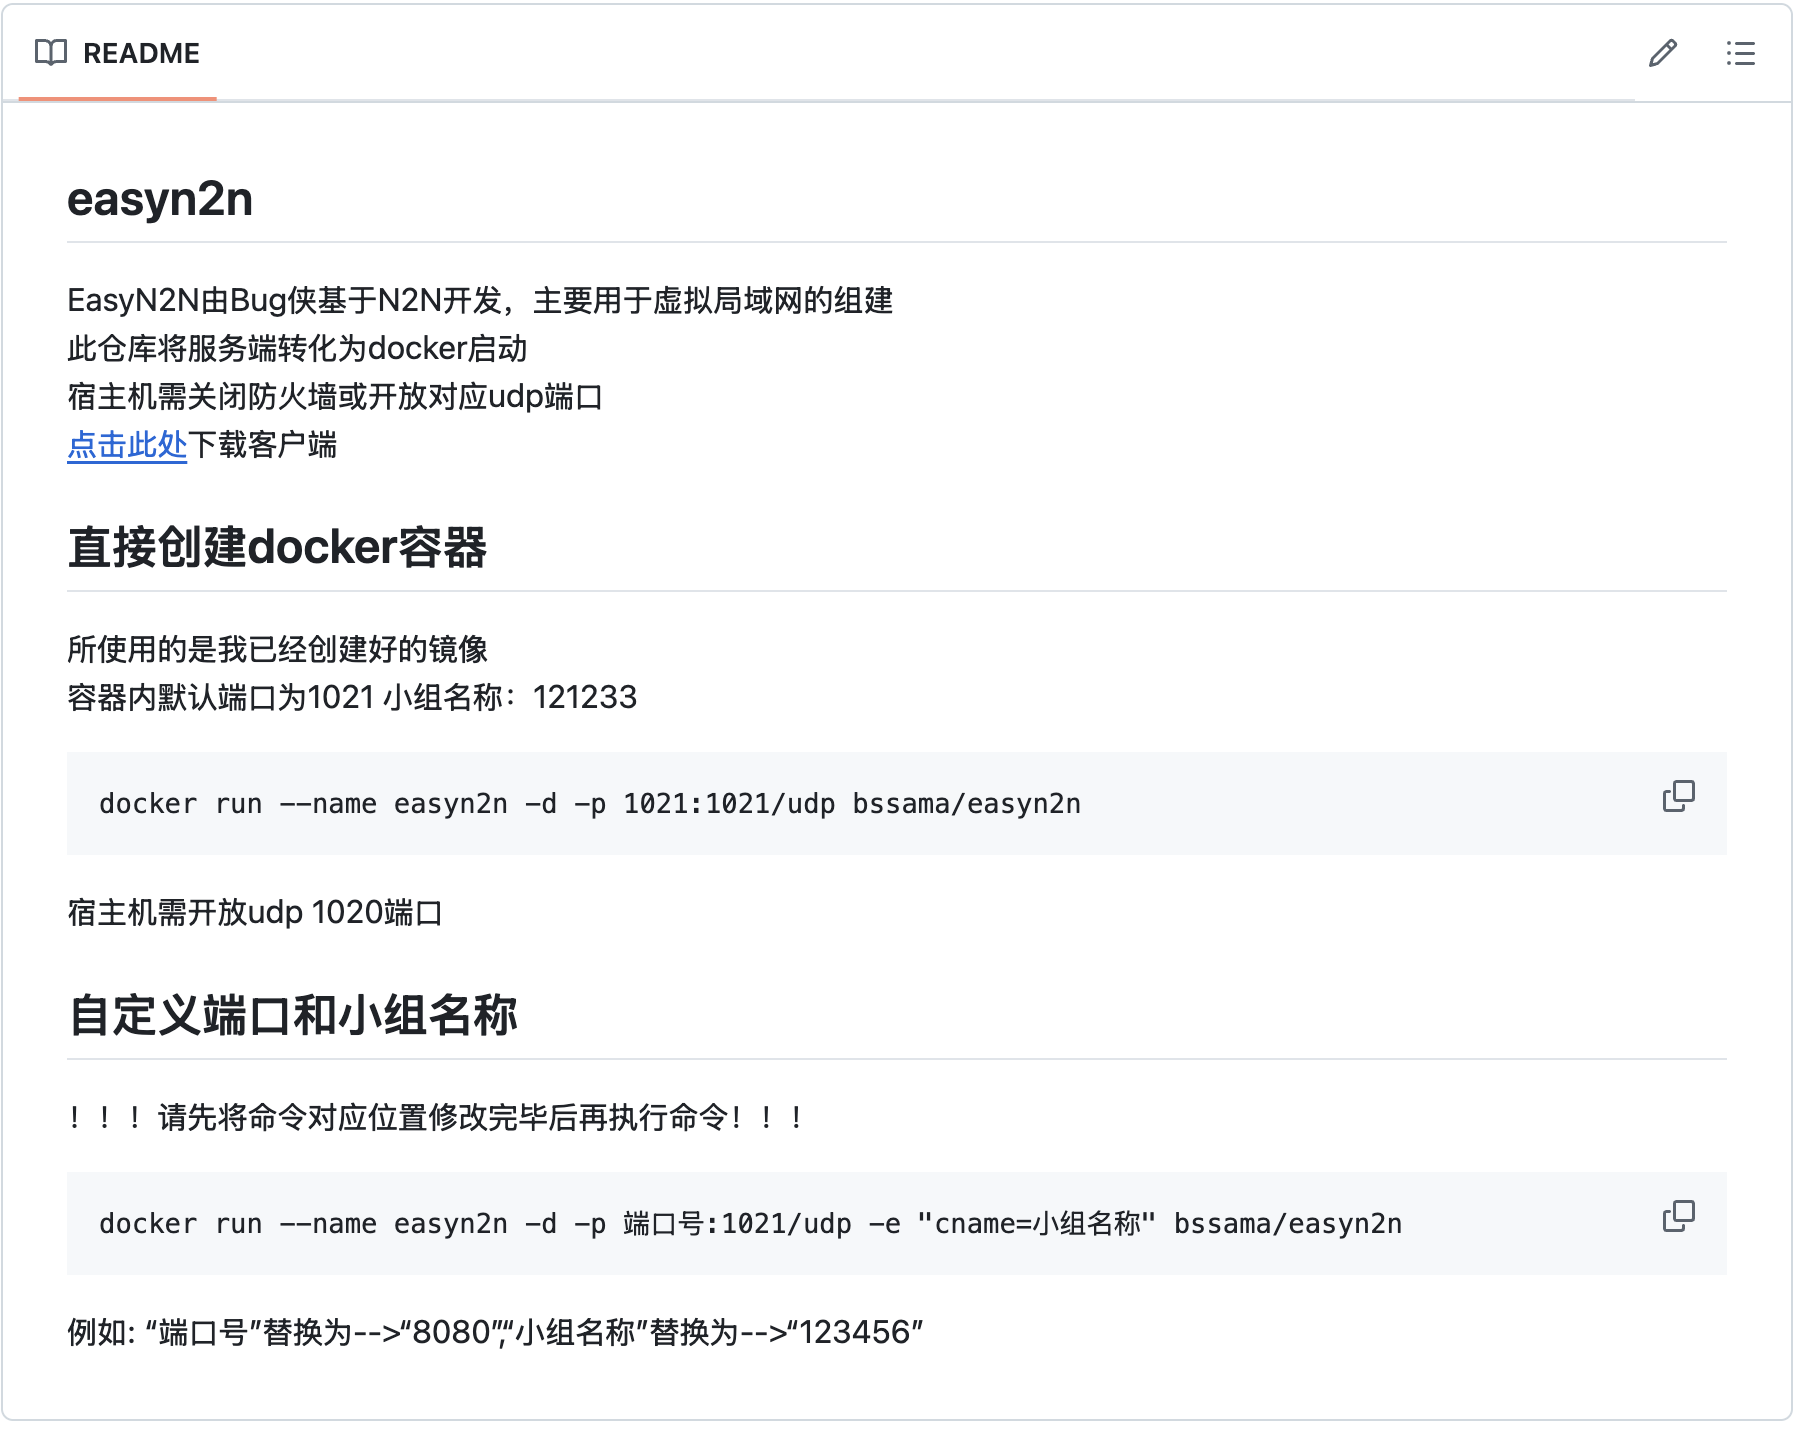 README
easyn2n
EasyN2N由Bug侠基于N2N开发，主要用于虚拟局域网的组建
此仓库将服务端转化为docker启动
宿主机需关闭防火墙或开放对应udp端口
点击此处下载客户端
直接创建docker容器
所使用的是我已经创建好的镜像
容器内默认端口为1021 小组名称：121233
docker run --name easyn2n -d -p 1021:1021/udp bssama/easyn2n
宿主机需开放udp 1020端口
自定义端口和小组名称
！！！请先将命令对应位置修改完毕后再执行命令！！！
docker run --name easyn2n -d -p 端口号:1021/udp -e "cname=小组名称" bssama/easyn2n
例如: “端口号”替换为-->“8080”,“小组名称”替换为-->“123456”